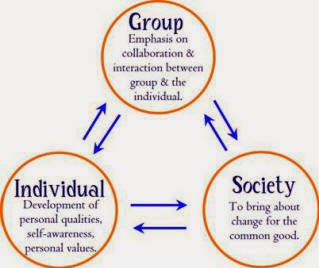 Group
Emphasis on
collaboration &
interaction between
group & the
individual.
Individual
Development of
personal qualities,
self-awareness,
personal values.
Society
To bring about
change for the
common good.